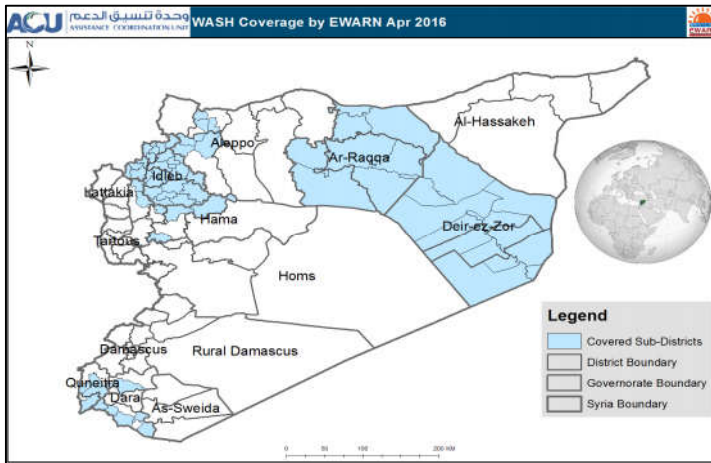 ACU
وحدة تنسيق الدعم
ASSISTANCE COORDINATION UNIT
WASH Coverage by EWARN Apr 2016
EWARN
N
Al-Hassakeh
Aleppo
Ar-Raqqa
Idleb
Lattakia
Hama
Deir-ez-Zor
Tartous
Homs
Damascus
Rural Damascus
Quneitra
Dara
As-Sweida
Legend
Covered Sub-Districts
District Boundary
Governorate Boundary
Syria Boundary
0 50 100 200 KM